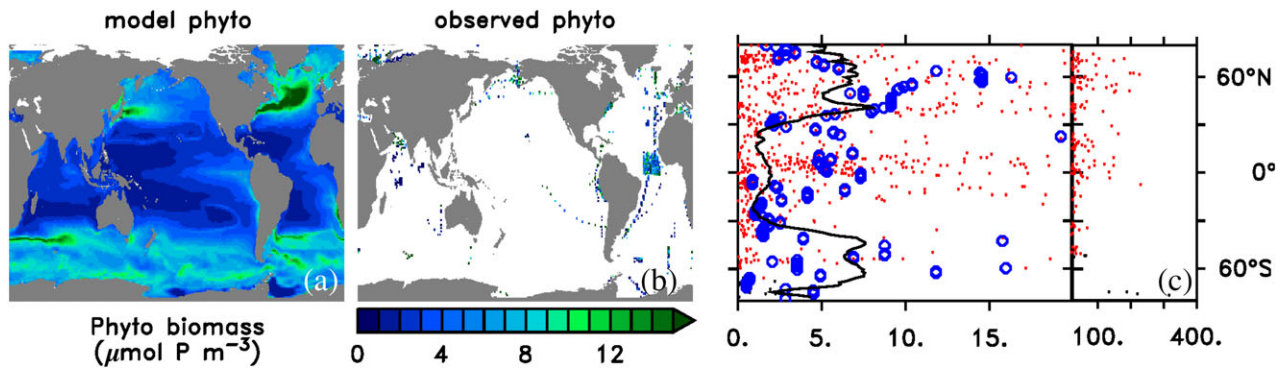 model phyto
observed phyto
(a)
(b)
(c)
60°N
0°
60°S
Phyto biomass
(μmol P m⁻³)
0 4 8 12
0. 5. 10. 15. 100. 400.